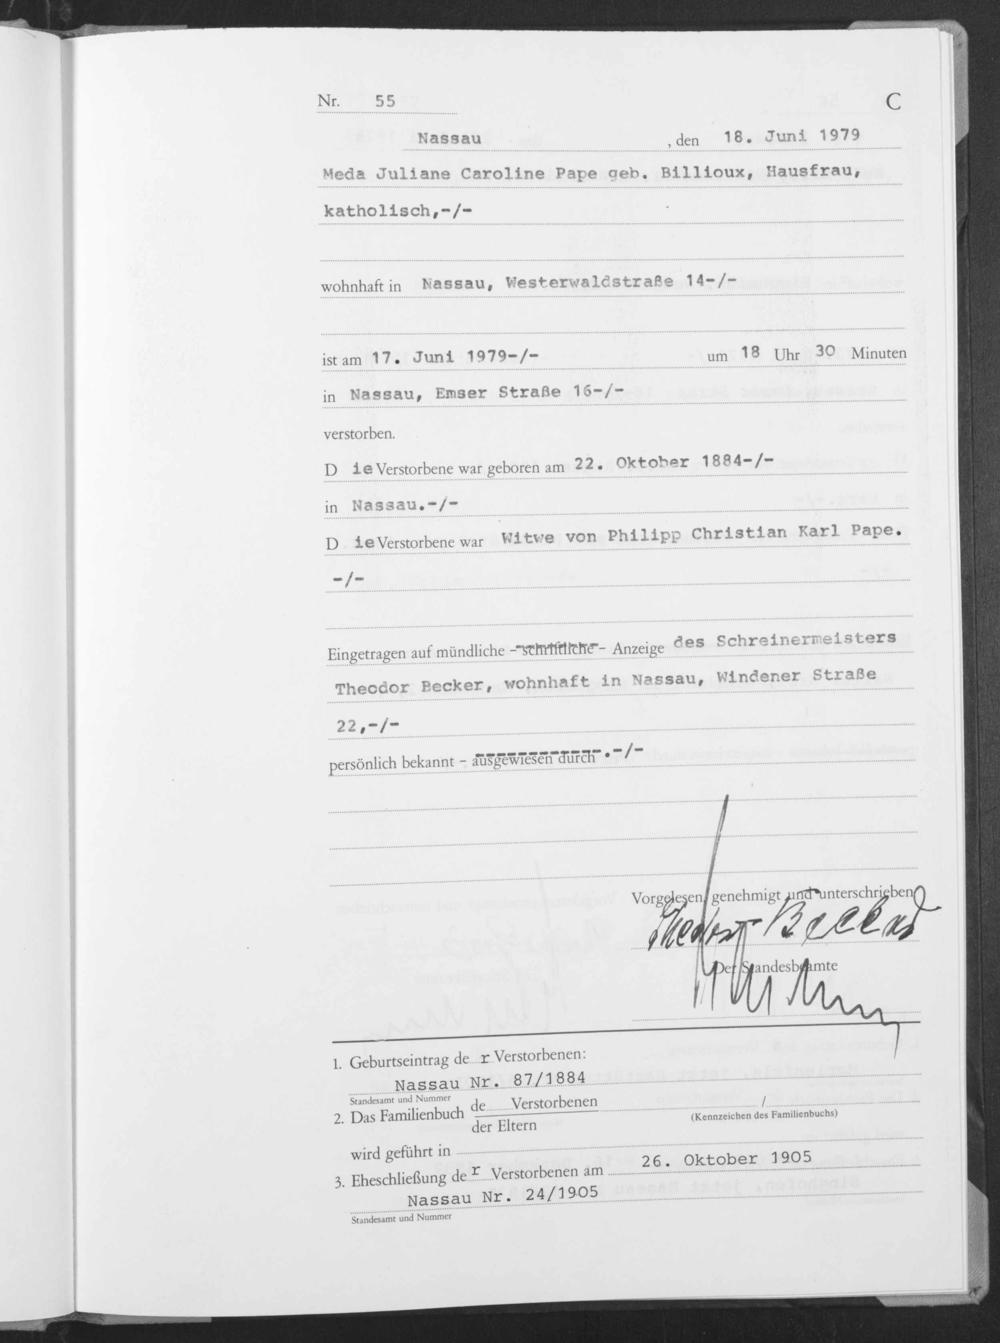 Nr. 55 C
Nassau , den 18. Juni 1979
Meda Juliane Caroline Pape geb. Billioux, Hausfrau,
katholisch,-/-
wohnhaft in Nassau, Westerwaldstraße 14-/-
ist am 17. Juni 1979-/- um 18 Uhr 30 Minuten
in Nassau, Emser Straße 16-/-
verstorben.
D ie Verstorbene war geboren am 22. Oktober 1884-/-
in Nassau.-/-
D ie Verstorbene war Witwe von Philipp Christian Karl Pape.
-/-
Eingetragen auf mündliche - schriftliche - Anzeige des Schreinermeisters
Theodor Becker, wohnhaft in Nassau, Windener Straße
22,-/-
persönlich bekannt - ausgewiesen durch .-/-
Vorgelesen, genehmigt und unterschrieben
Theodor Becker
Der Standesbeamte
1. Geburtseintrag de r Verstorbenen:
Nassau Nr. 87/1884
Standesamt und Nummer
2. Das Familienbuch de Verstorbenen /
der Eltern (Kennzeichen des Familienbuchs)
wird geführt in
3. Eheschließung de r Verstorbenen am 26. Oktober 1905
Nassau Nr. 24/1905
Standesamt und Nummer